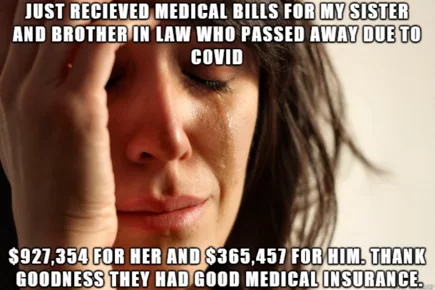 JUST RECIEVED MEDICAL BILLS FOR MY SISTER
AND BROTHER IN LAW WHO PASSED AWAY DUE TO
COVID
$927,354 FOR HER AND $365,457 FOR HIM. THANK
GOODNESS THEY HAD GOOD MEDICAL INSURANCE.